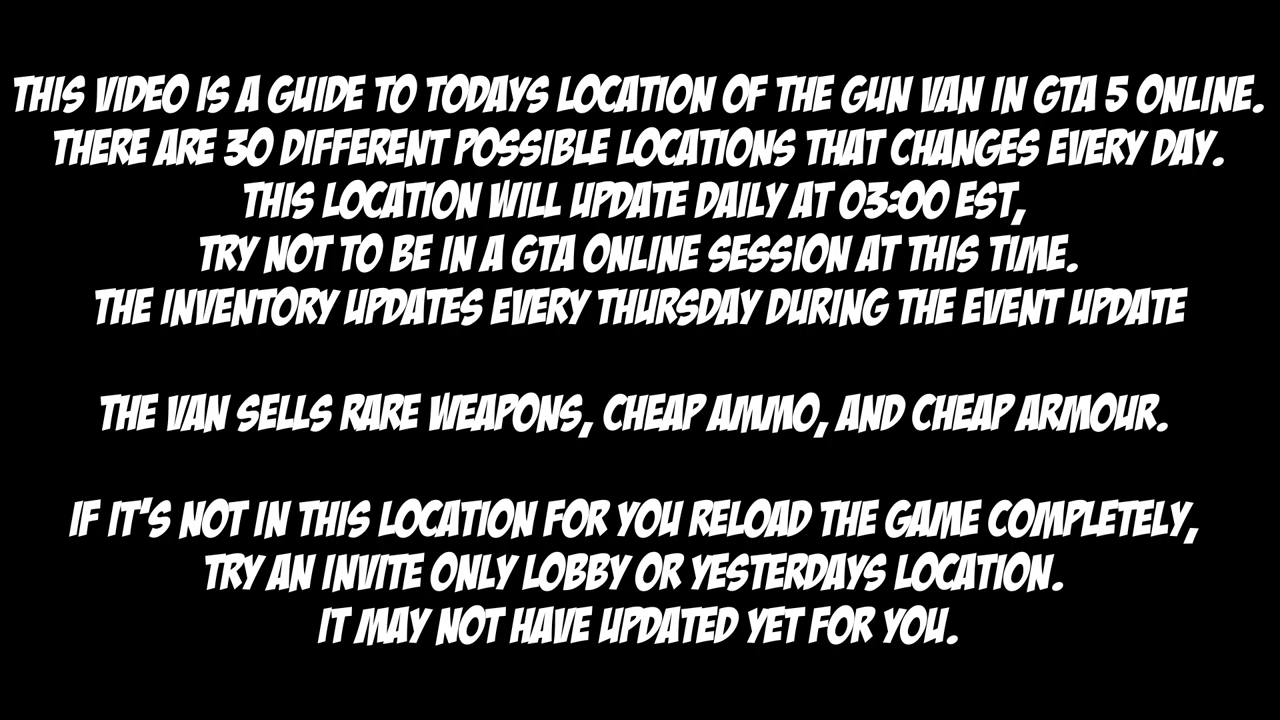 THIS VIDEO IS A GUIDE TO TODAYS LOCATION OF THE GUN VAN IN GTA 5 ONLINE.
THERE ARE 30 DIFFERENT POSSIBLE LOCATIONS THAT CHANGES EVERY DAY.
THIS LOCATION WILL UPDATE DAILY AT 03:00 EST,
TRY NOT TO BE IN A GTA ONLINE SESSION AT THIS TIME.
THE INVENTORY UPDATES EVERY THURSDAY DURING THE EVENT UPDATE
THE VAN SELLS RARE WEAPONS, CHEAP AMMO, AND CHEAP ARMOUR.
IF IT'S NOT IN THIS LOCATION FOR YOU RELOAD THE GAME COMPLETELY,
TRY AN INVITE ONLY LOBBY OR YESTERDAYS LOCATION.
IT MAY NOT HAVE UPDATED YET FOR YOU.